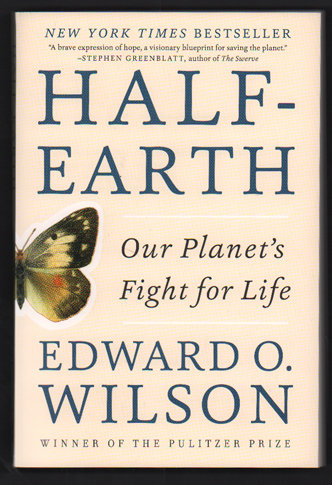 NEW YORK TIMES BESTSELLER
"A brave expression of hope, a visionary blueprint for saving the planet."
–STEPHEN GREENBLATT, author of The Swerve
HALF-
EARTH
Our Planet's
Fight for Life
EDWARD O.
WILSON
WINNER OF THE PULITZER PRIZE